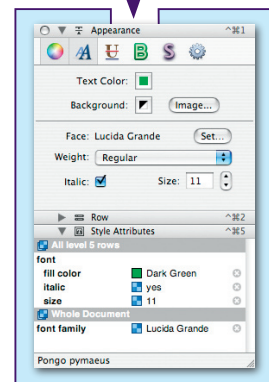 Appearance ^⌘1
A U B S
Text Color:
Background: Image...
Face: Lucida Grande Set...
Weight: Regular
Italic: Size: 11
Row ^⌘2
Style Attributes ^⌘5
All level 5 rows
font
fill color Dark Green
italic yes
size 11
Whole Document
font family Lucida Grande
Pongo pymaeus